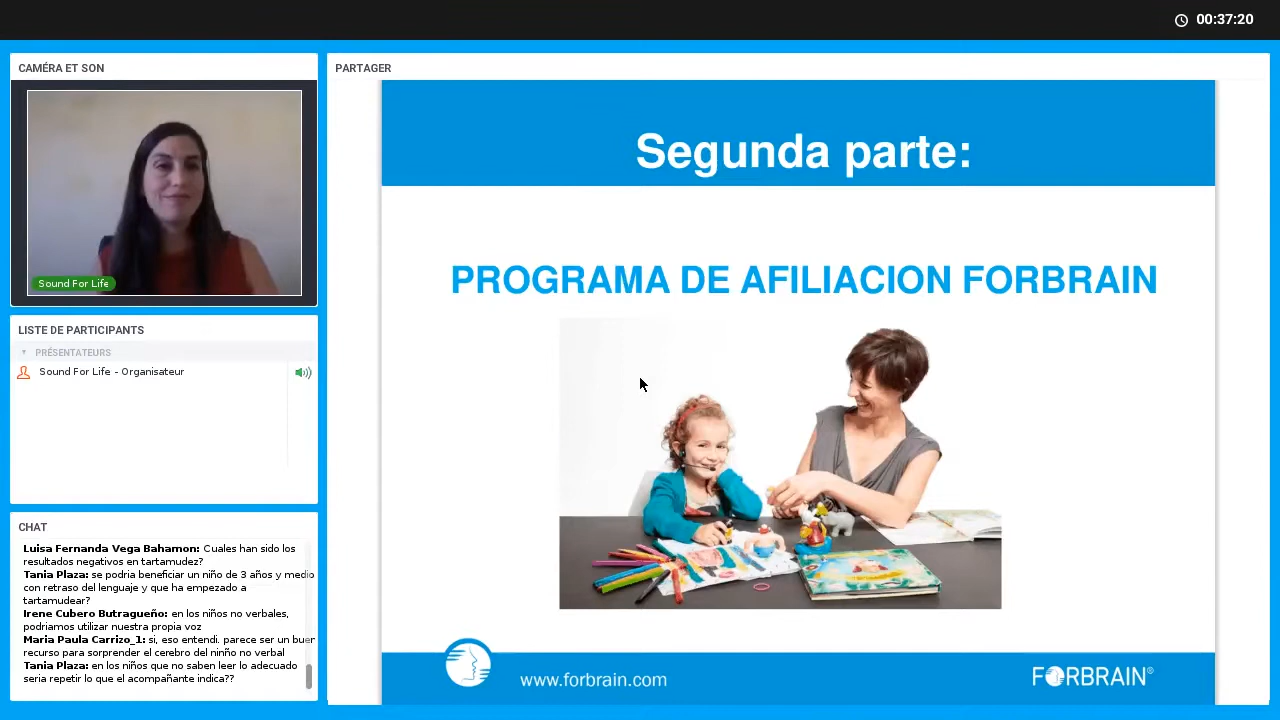 00:37:20
CAMÉRA ET SON
Sound For Life
LISTE DE PARTICIPANTS
PRÉSENTATEURS
Sound For Life - Organisateur
CHAT
Luisa Fernanda Vega Bahamon: Cuales han sido los
resultados negativos en tartamudez?
Tania Plaza: se podria beneficiar un niño de 3 años y medio
con retraso del lenguaje y que ha empezado a
tartamudear?
Irene Cubero Butragueño: en los niños no verbales,
podriamos utilizar nuestra propia voz
Maria Paula Carrizo_1: si, eso entendi. parece ser un buen
recurso para sorprender el cerebro del ninño no verbal
Tania Plaza: en los niños que no saben leer lo adecuado
seria repetir lo que el acompañante indica??
PARTAGER
Segunda parte:
PROGRAMA DE AFILIACION FORBRAIN
www.forbrain.com
FORBRAIN®